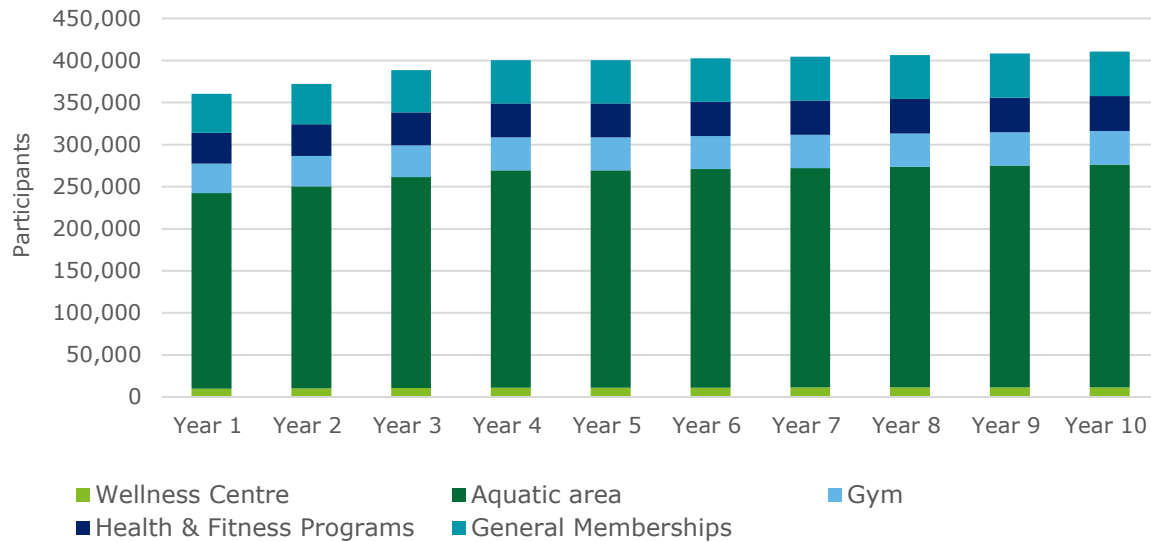 450,000
400,000
350,000
300,000
250,000
200,000
150,000
100,000
50,000
0
Participants
Year 1 Year 2 Year 3 Year 4 Year 5 Year 6 Year 7 Year 8 Year 9 Year 10
Wellness Centre Aquatic area Gym
Health & Fitness Programs General Memberships